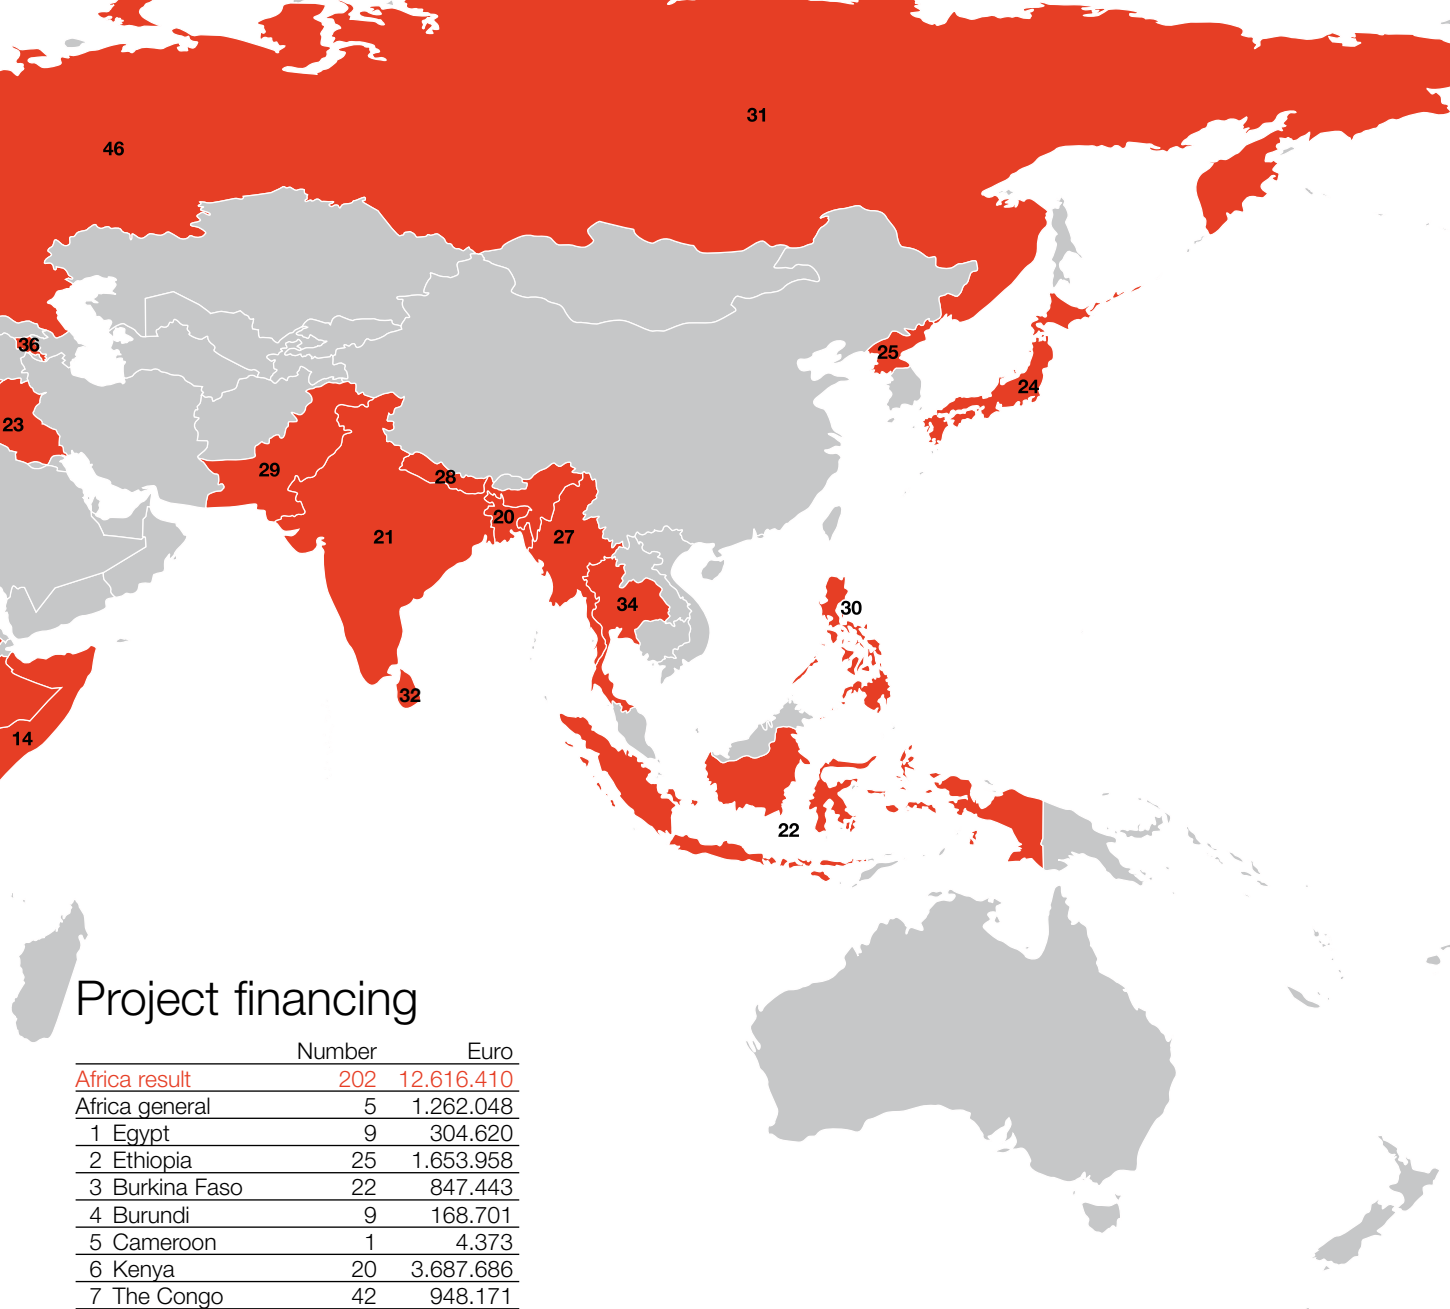 31
46
36
25
24
23
29
28
20
21
27
34
30
32
14
22
Project financing
Number Euro
Africa result 202 12.616.410
Africa general 5 1.262.048
1 Egypt 9 304.620
2 Ethiopia 25 1.653.958
3 Burkina Faso 22 847.443
4 Burundi 9 168.701
5 Cameroon 1 4.373
6 Kenya 20 3.687.686
7 The Congo 42 948.171